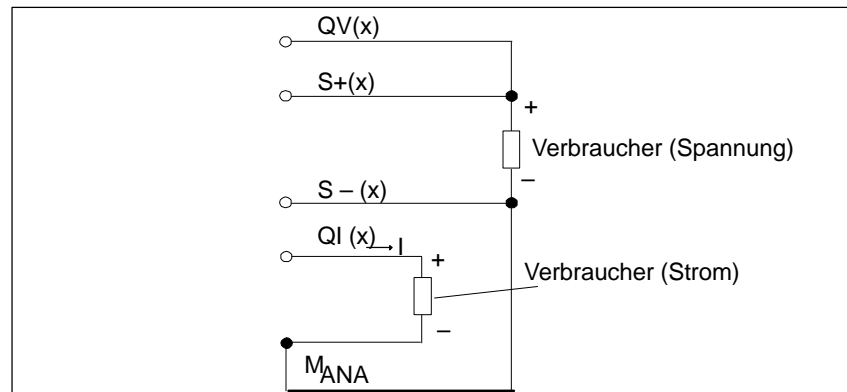 QV(x)
S+(x)
+
Verbraucher (Spannung)
–
S – (x)
QI (x) I
+
Verbraucher (Strom)
–
MANA